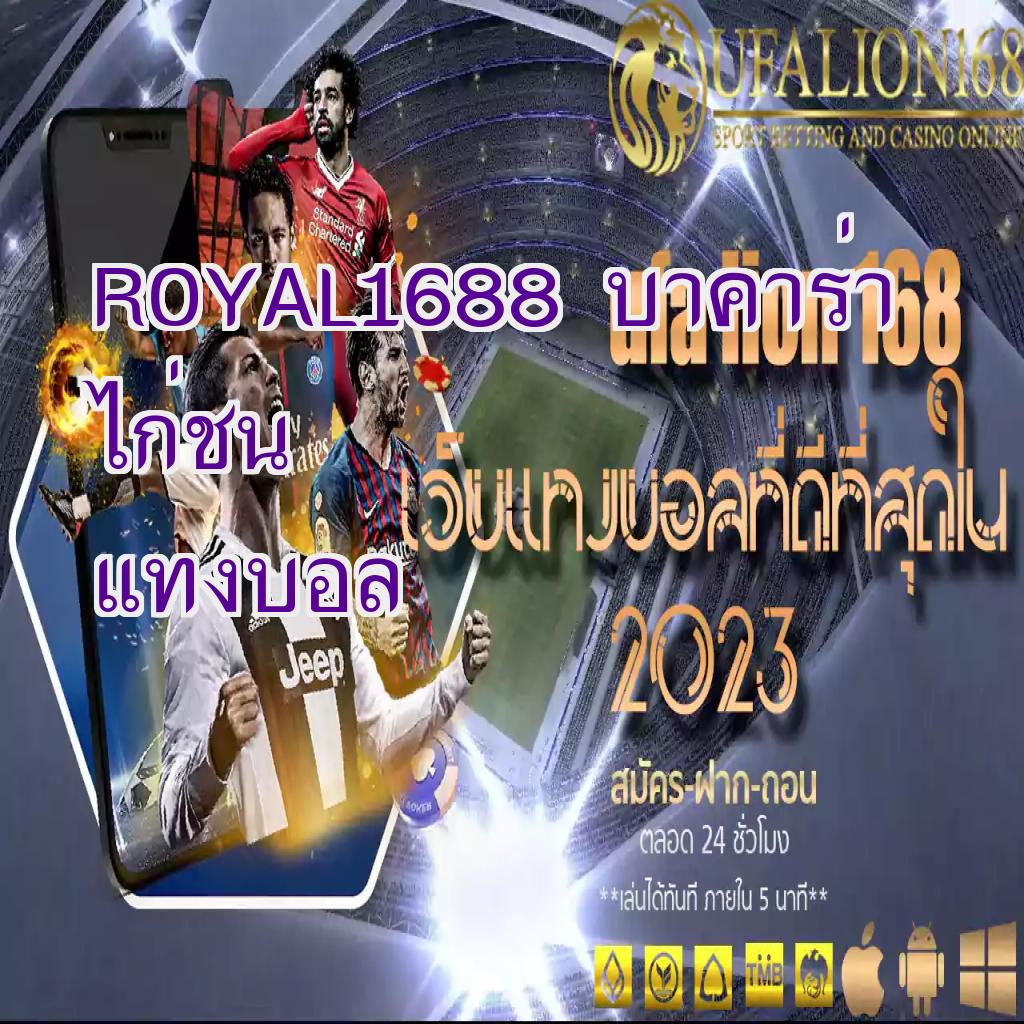 UFALION168
SPORT BETTING AND CASINO ONLINE
Standard
Chartered
ROYAL1688 บาคาร่า
ufa lion 168
ไก่ชน
เว็บแทงบอลที่ดีที่สุดใน
แทงบอล
2023
Jeep
สมัคร-ฝาก-ถอน
ตลอด 24 ชั่วโมง
POKER
**เล่นได้ทันที ภายใน 5 นาที**
TMB